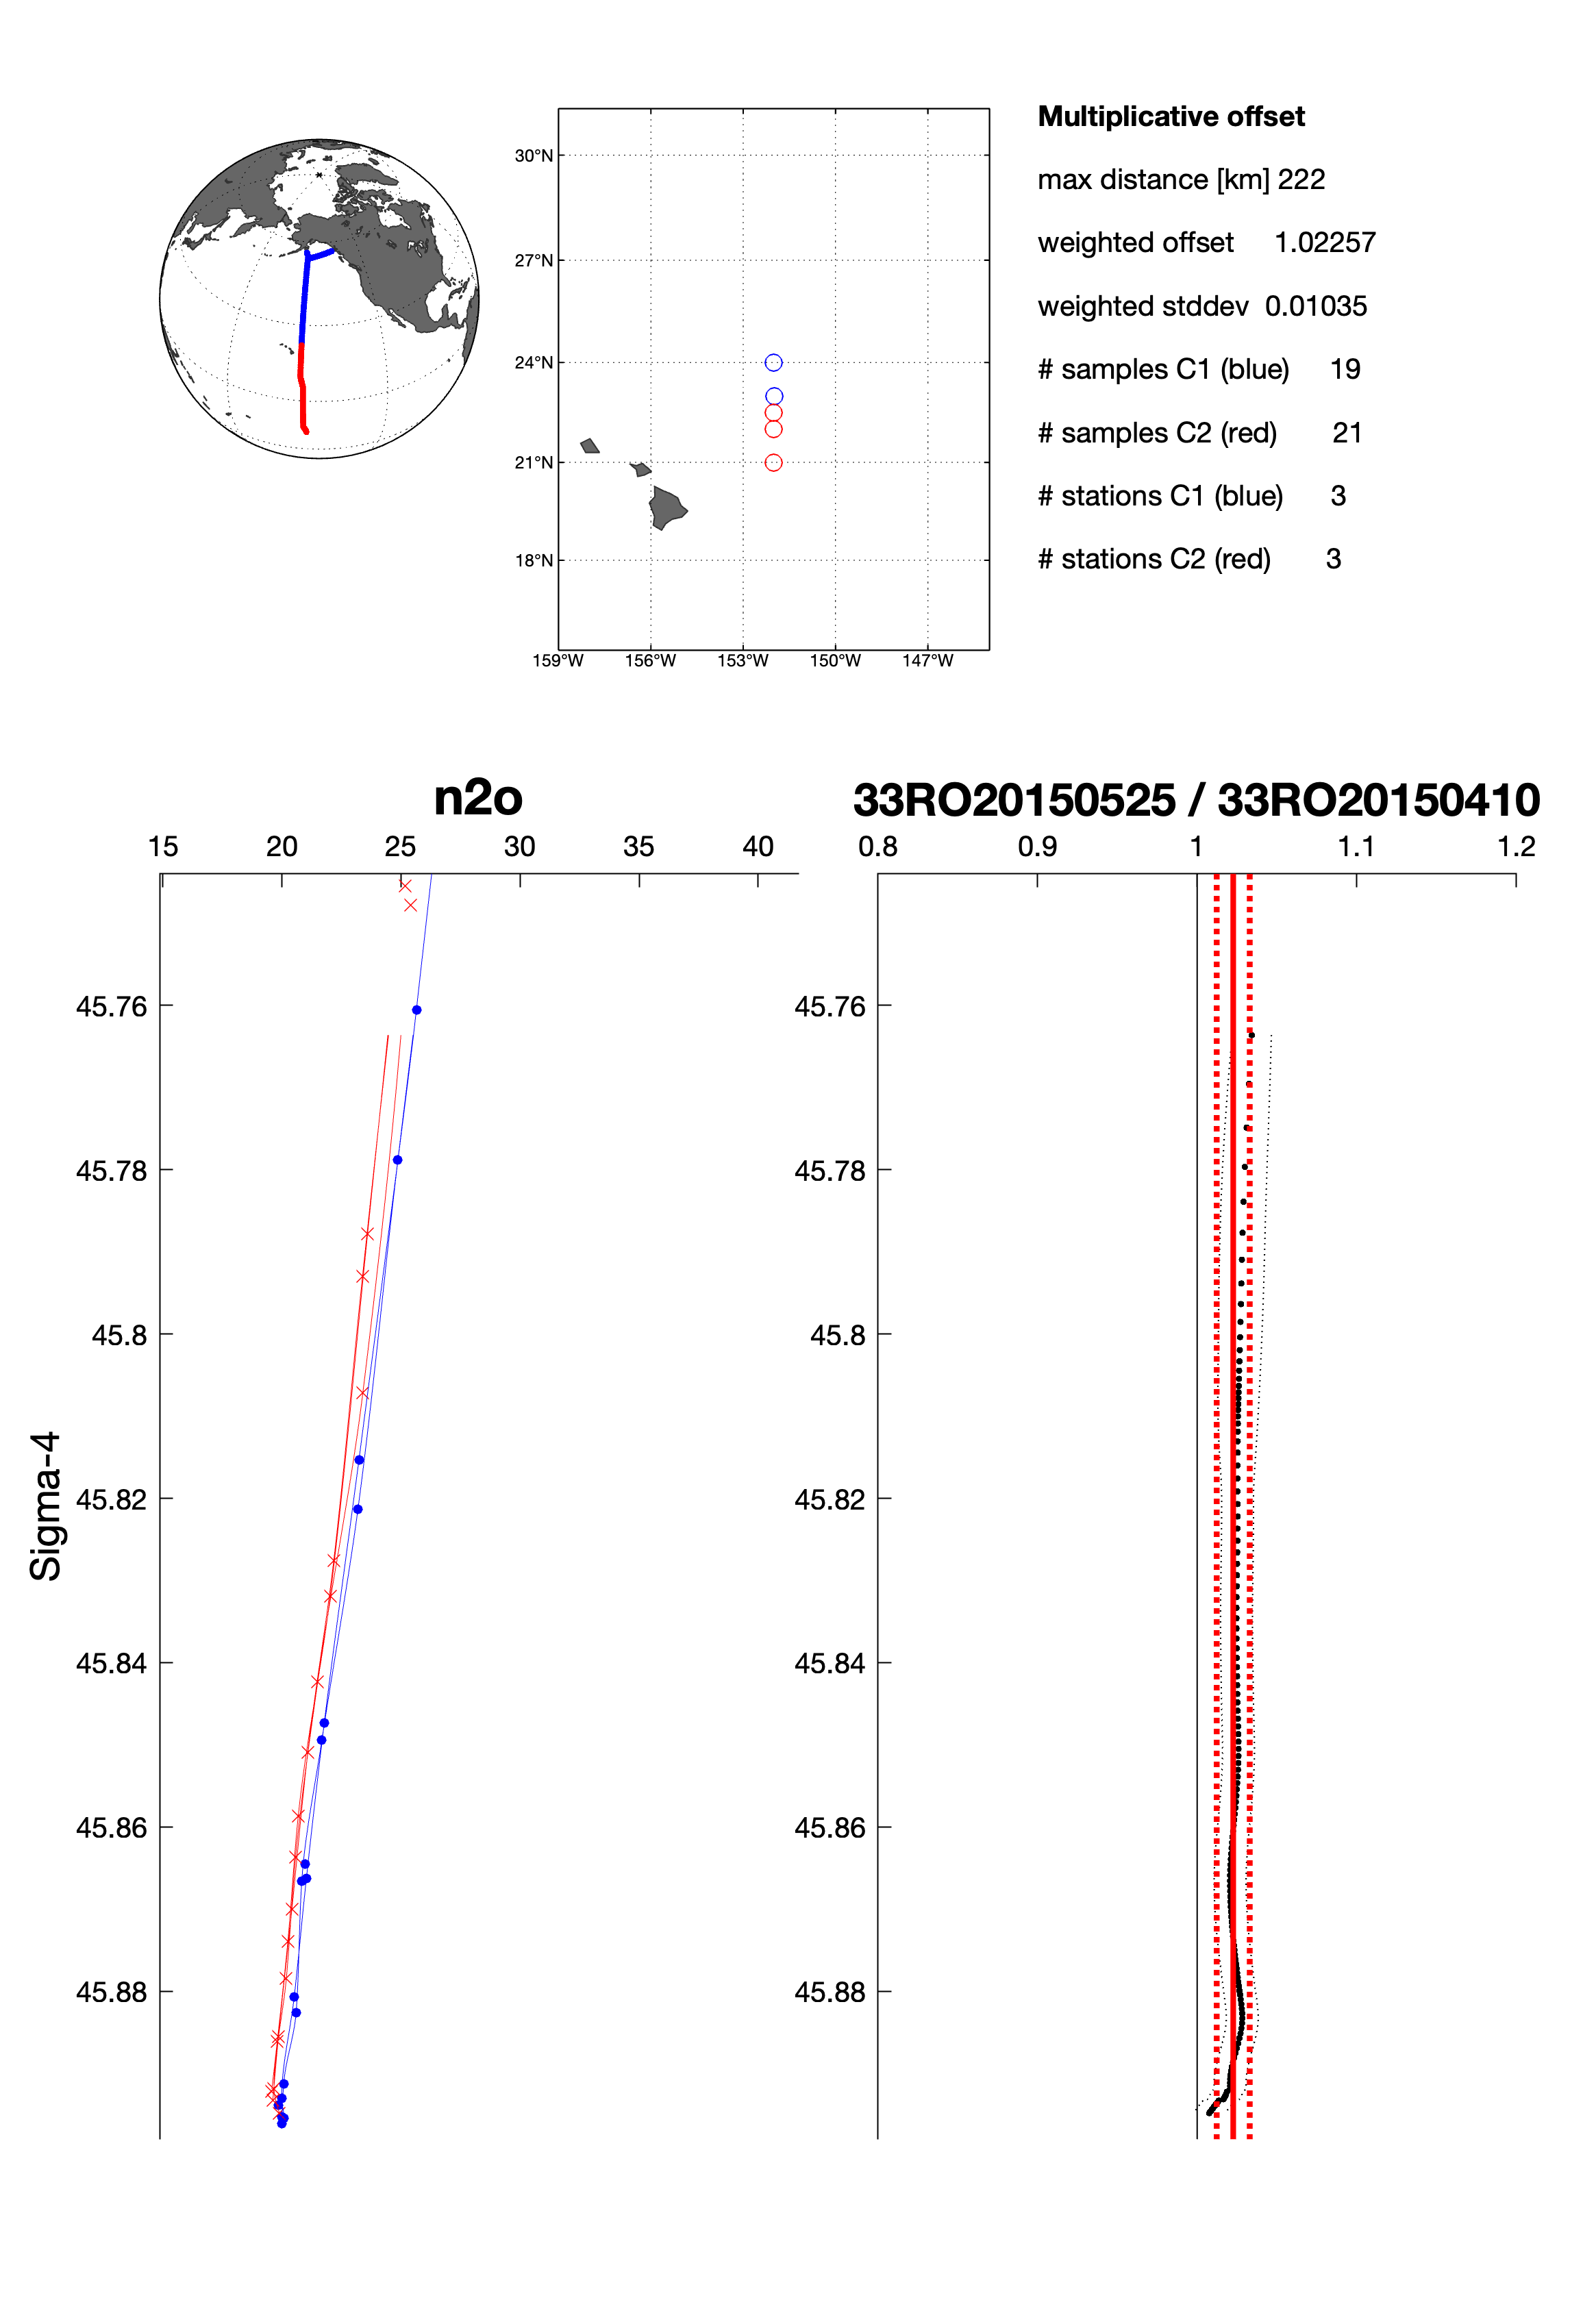 Multiplicative offset
max distance [km] 222
weighted offset 1.02257
weighted stddev 0.01035
# samples C1 (blue) 19
# samples C2 (red) 21
# stations C1 (blue) 3
# stations C2 (red) 3
30°N
27°N
24°N
21°N
18°N
159°W 156°W 153°W 150°W 147°W
n2o
15 20 25 30 35 40
45.76
45.78
45.8
45.82
45.84
45.86
45.88
Sigma-4
33RO20150525 / 33RO20150410
0.8 0.9 1 1.1 1.2
45.76
45.78
45.8
45.82
45.84
45.86
45.88